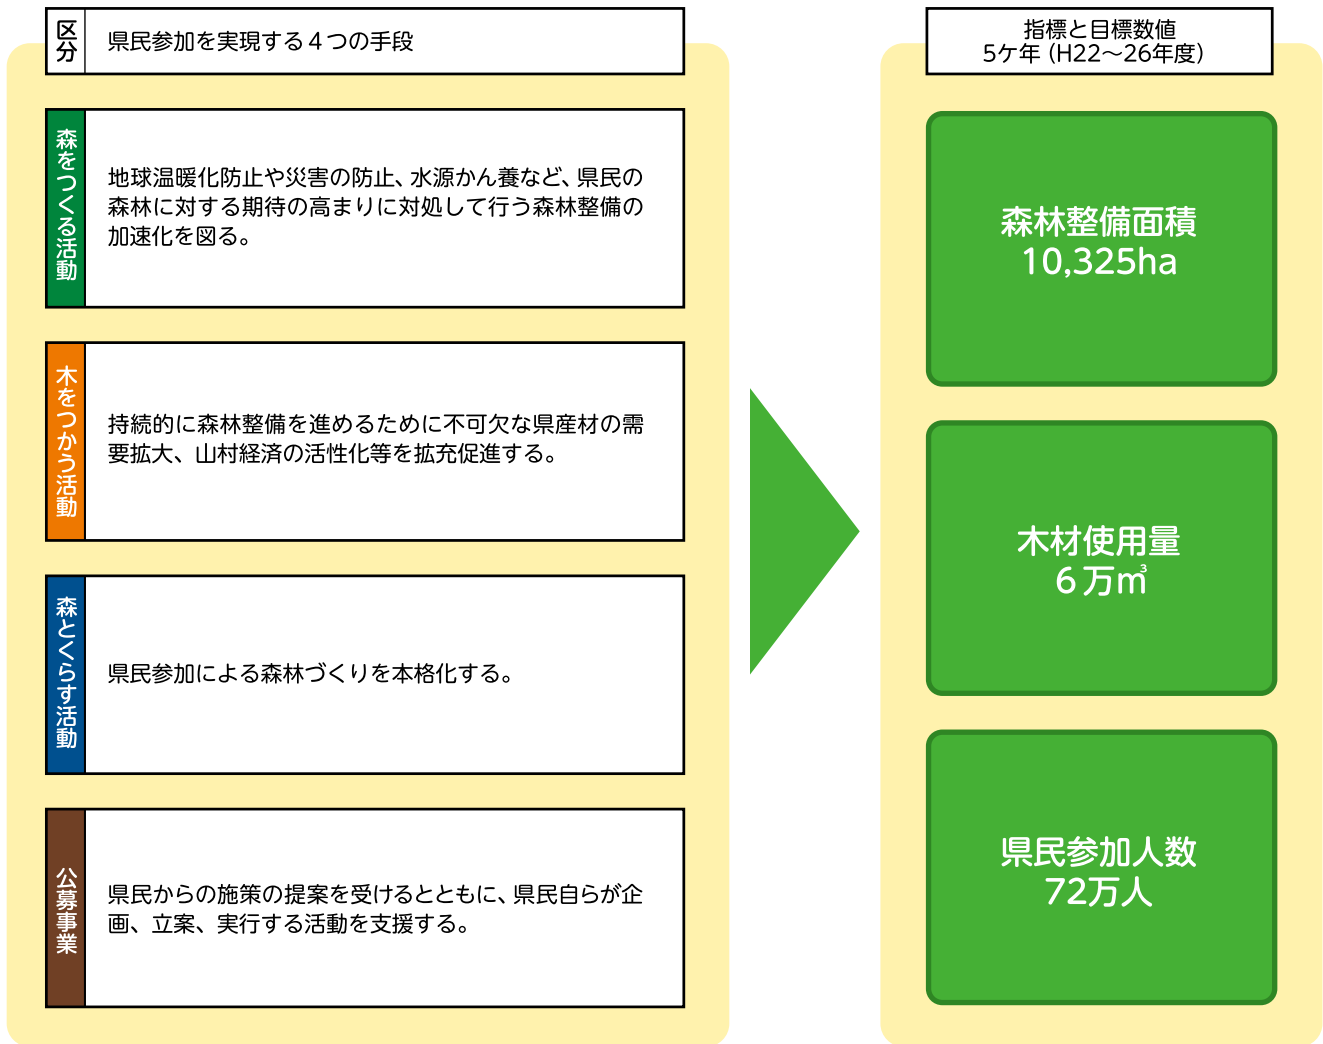 区分
県民参加を実現する４つの手段
森をつくる活動
地球温暖化防止や災害の防止、水源かん養など、県民の
森林に対する期待の高まりに対処して行う森林整備の
加速化を図る。
木をつかう活動
持続的に森林整備を進めるために不可欠な県産材の需
要拡大、山村経済の活性化等を拡充促進する。
森とくらす活動
県民参加による森林づくりを本格化する。
公募事業
県民からの施策の提案を受けるとともに、県民自らが企
画、立案、実行する活動を支援する。
指標と目標数値
5ケ年（H22～26年度）
森林整備面積
10,325ha
木材使用量
６万㎥
県民参加人数
72万人